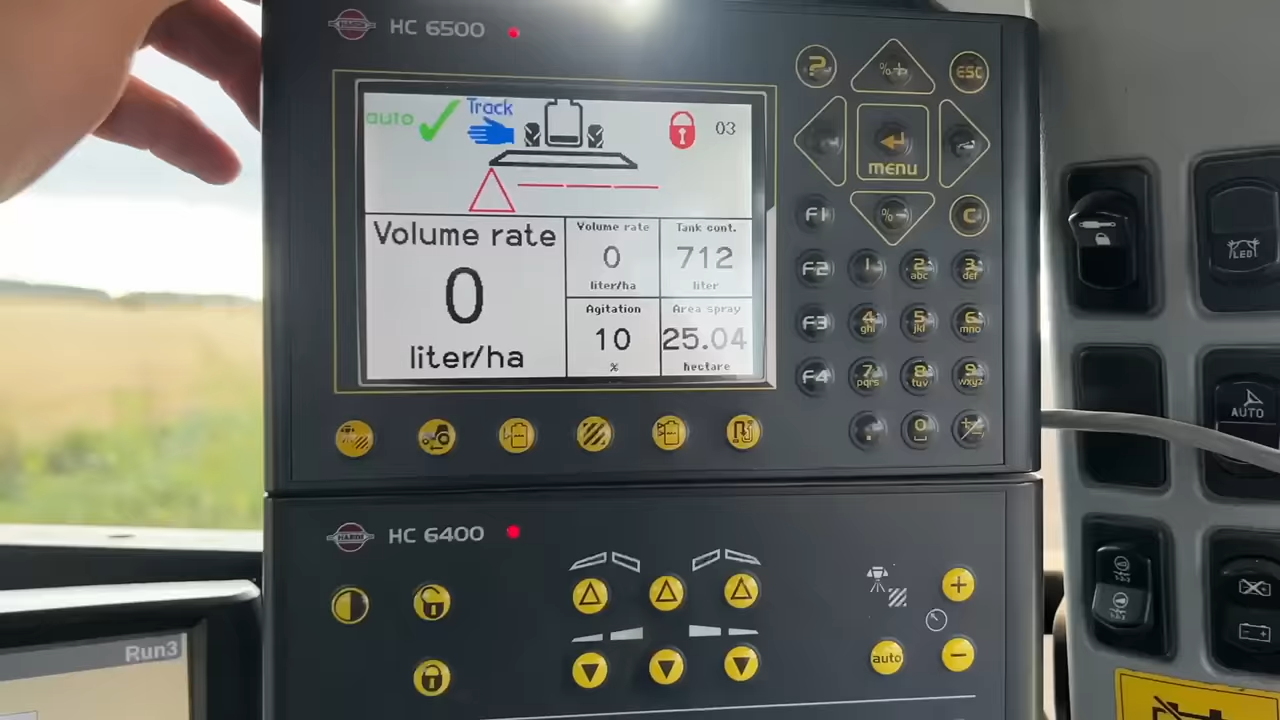 HARDI HC 6500
auto Track 03
Volume rate
0
liter/ha
Volume rate
0
liter/ha
Tank cont.
712
liter
Agitation
10
%
Area spray
25.04
hectare
? %+ ESC
menu
%- C
F1
F2 1 2 abc 3 def
F3 4 ghi 5 jkl 6 mno
F4 7 pqrs 8 tuv 9 wxyz
. 0
HARDI HC 6400
+
auto -
Run3
LED
AUTO